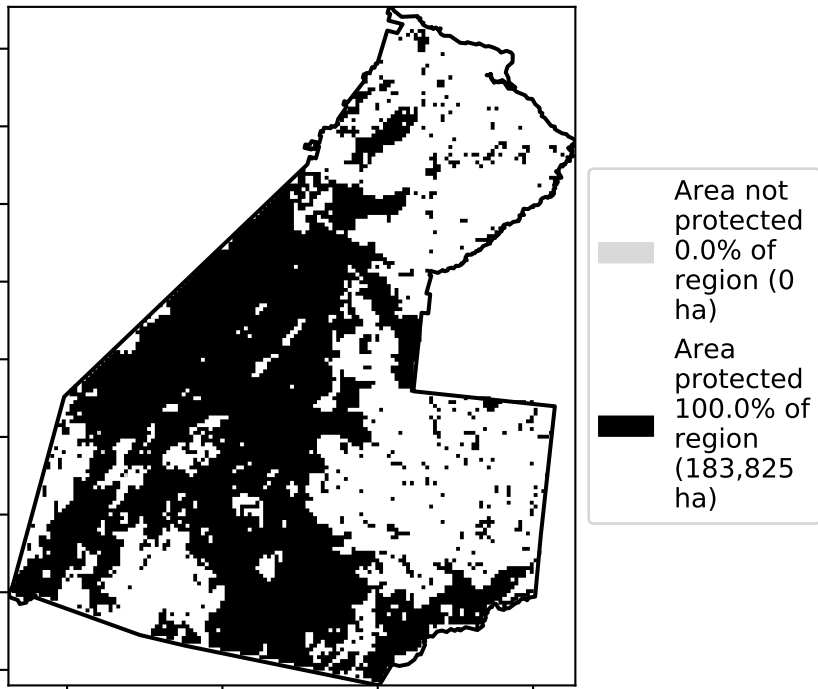 Area not
protected
0.0% of
region (0
ha)
Area
protected
100.0% of
region
(183,825
ha)